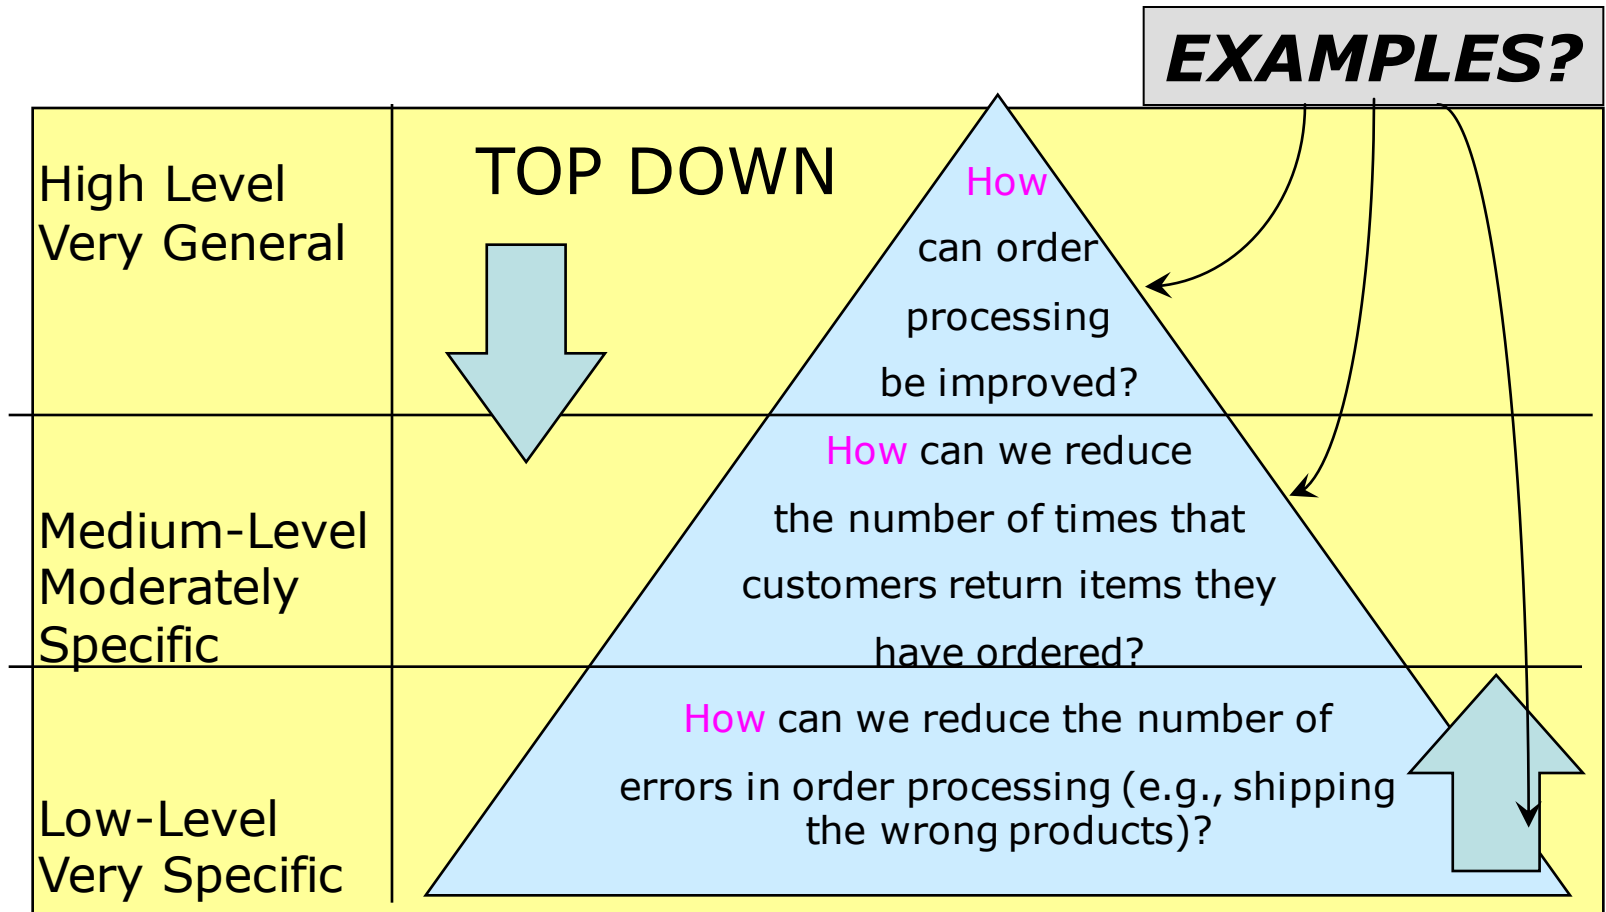 EXAMPLES?
High Level
Very General
TOP DOWN
How
can order
processing
be improved?
Medium-Level
Moderately
Specific
How can we reduce
the number of times that
customers return items they
have ordered?
Low-Level
Very Specific
How can we reduce the number of
errors in order processing (e.g., shipping
the wrong products)?